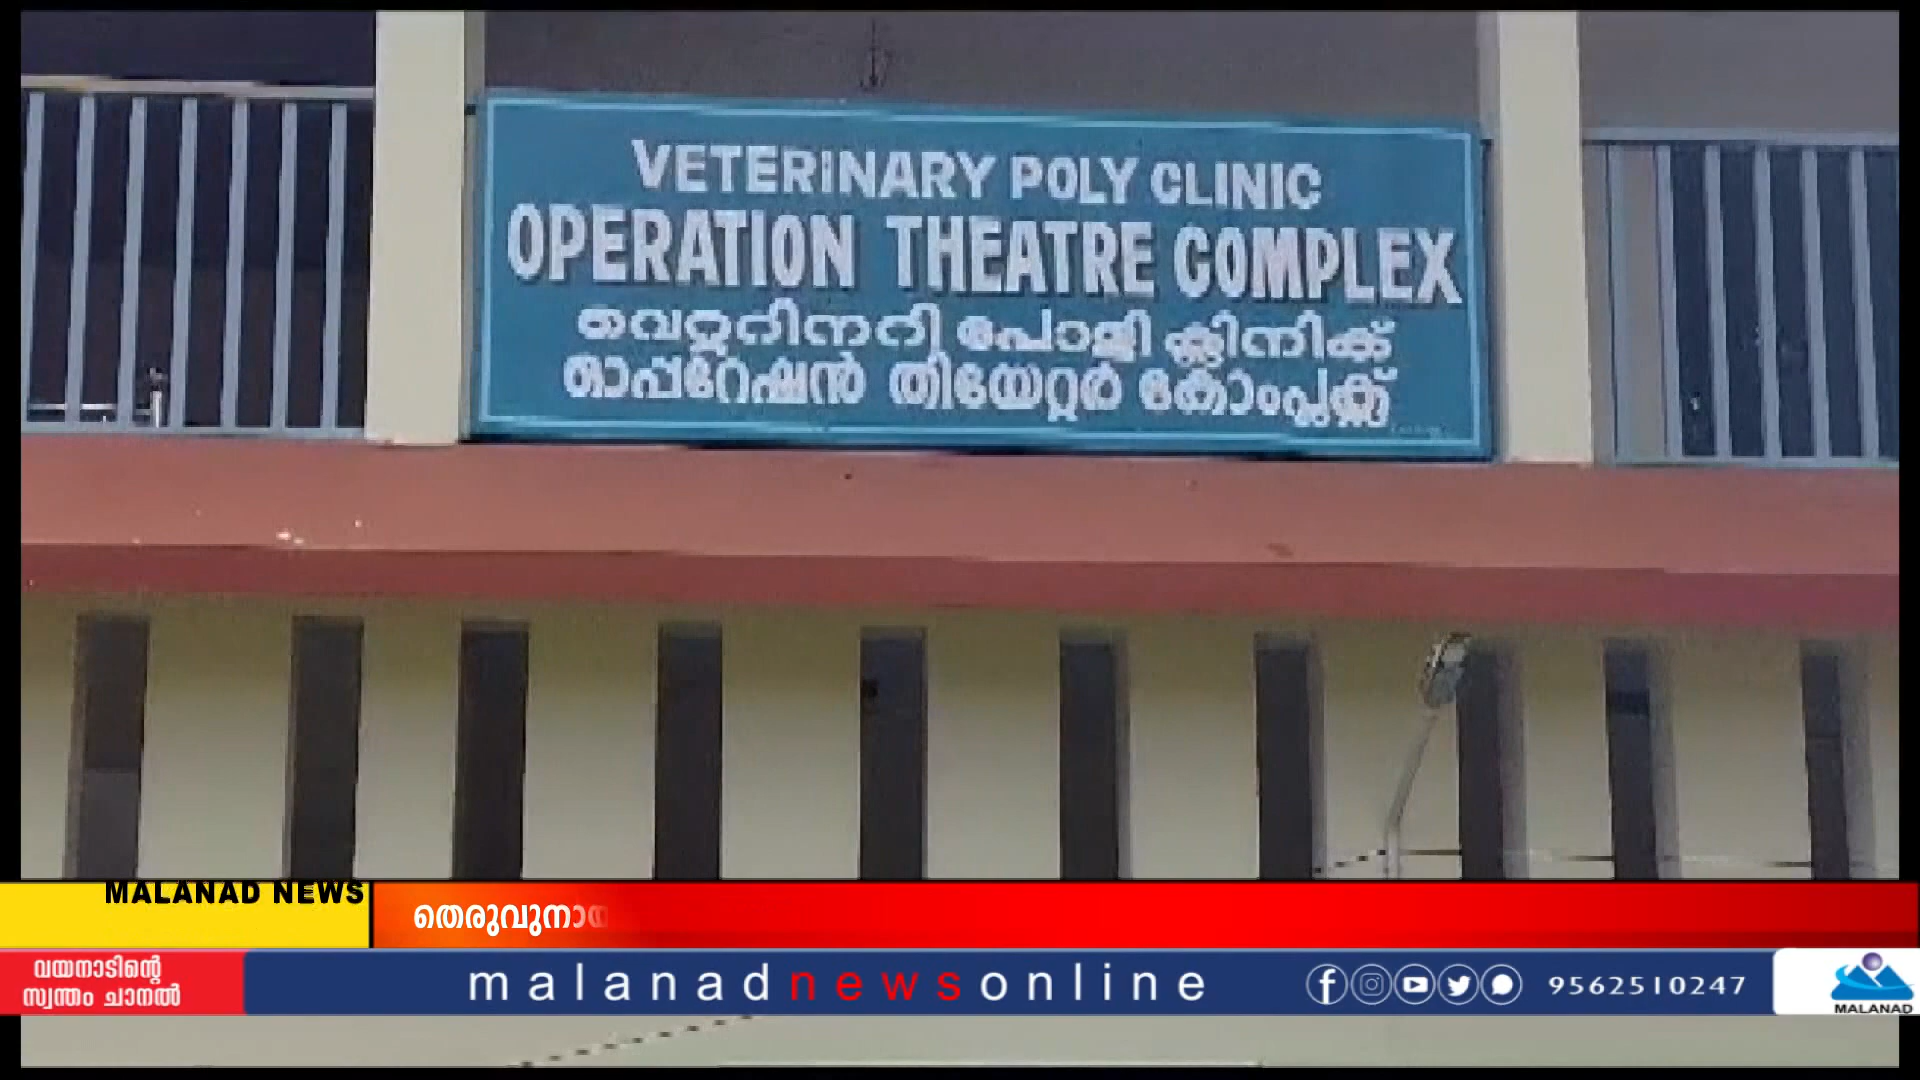 VETERINARY POLY CLINIC
OPERATION THEATRE COMPLEX
വെറ്ററിനറി പോളി ക്ലിനിക്
ഓപ്പറേഷൻ തിയേറ്റർ കോംപ്ലക്സ്
MALANAD NEWS
തെരുവുനായ
വയനാടിന്റെ
സ്വന്തം ചാനൽ
malanadnewsonline
9562510247
MALANAD